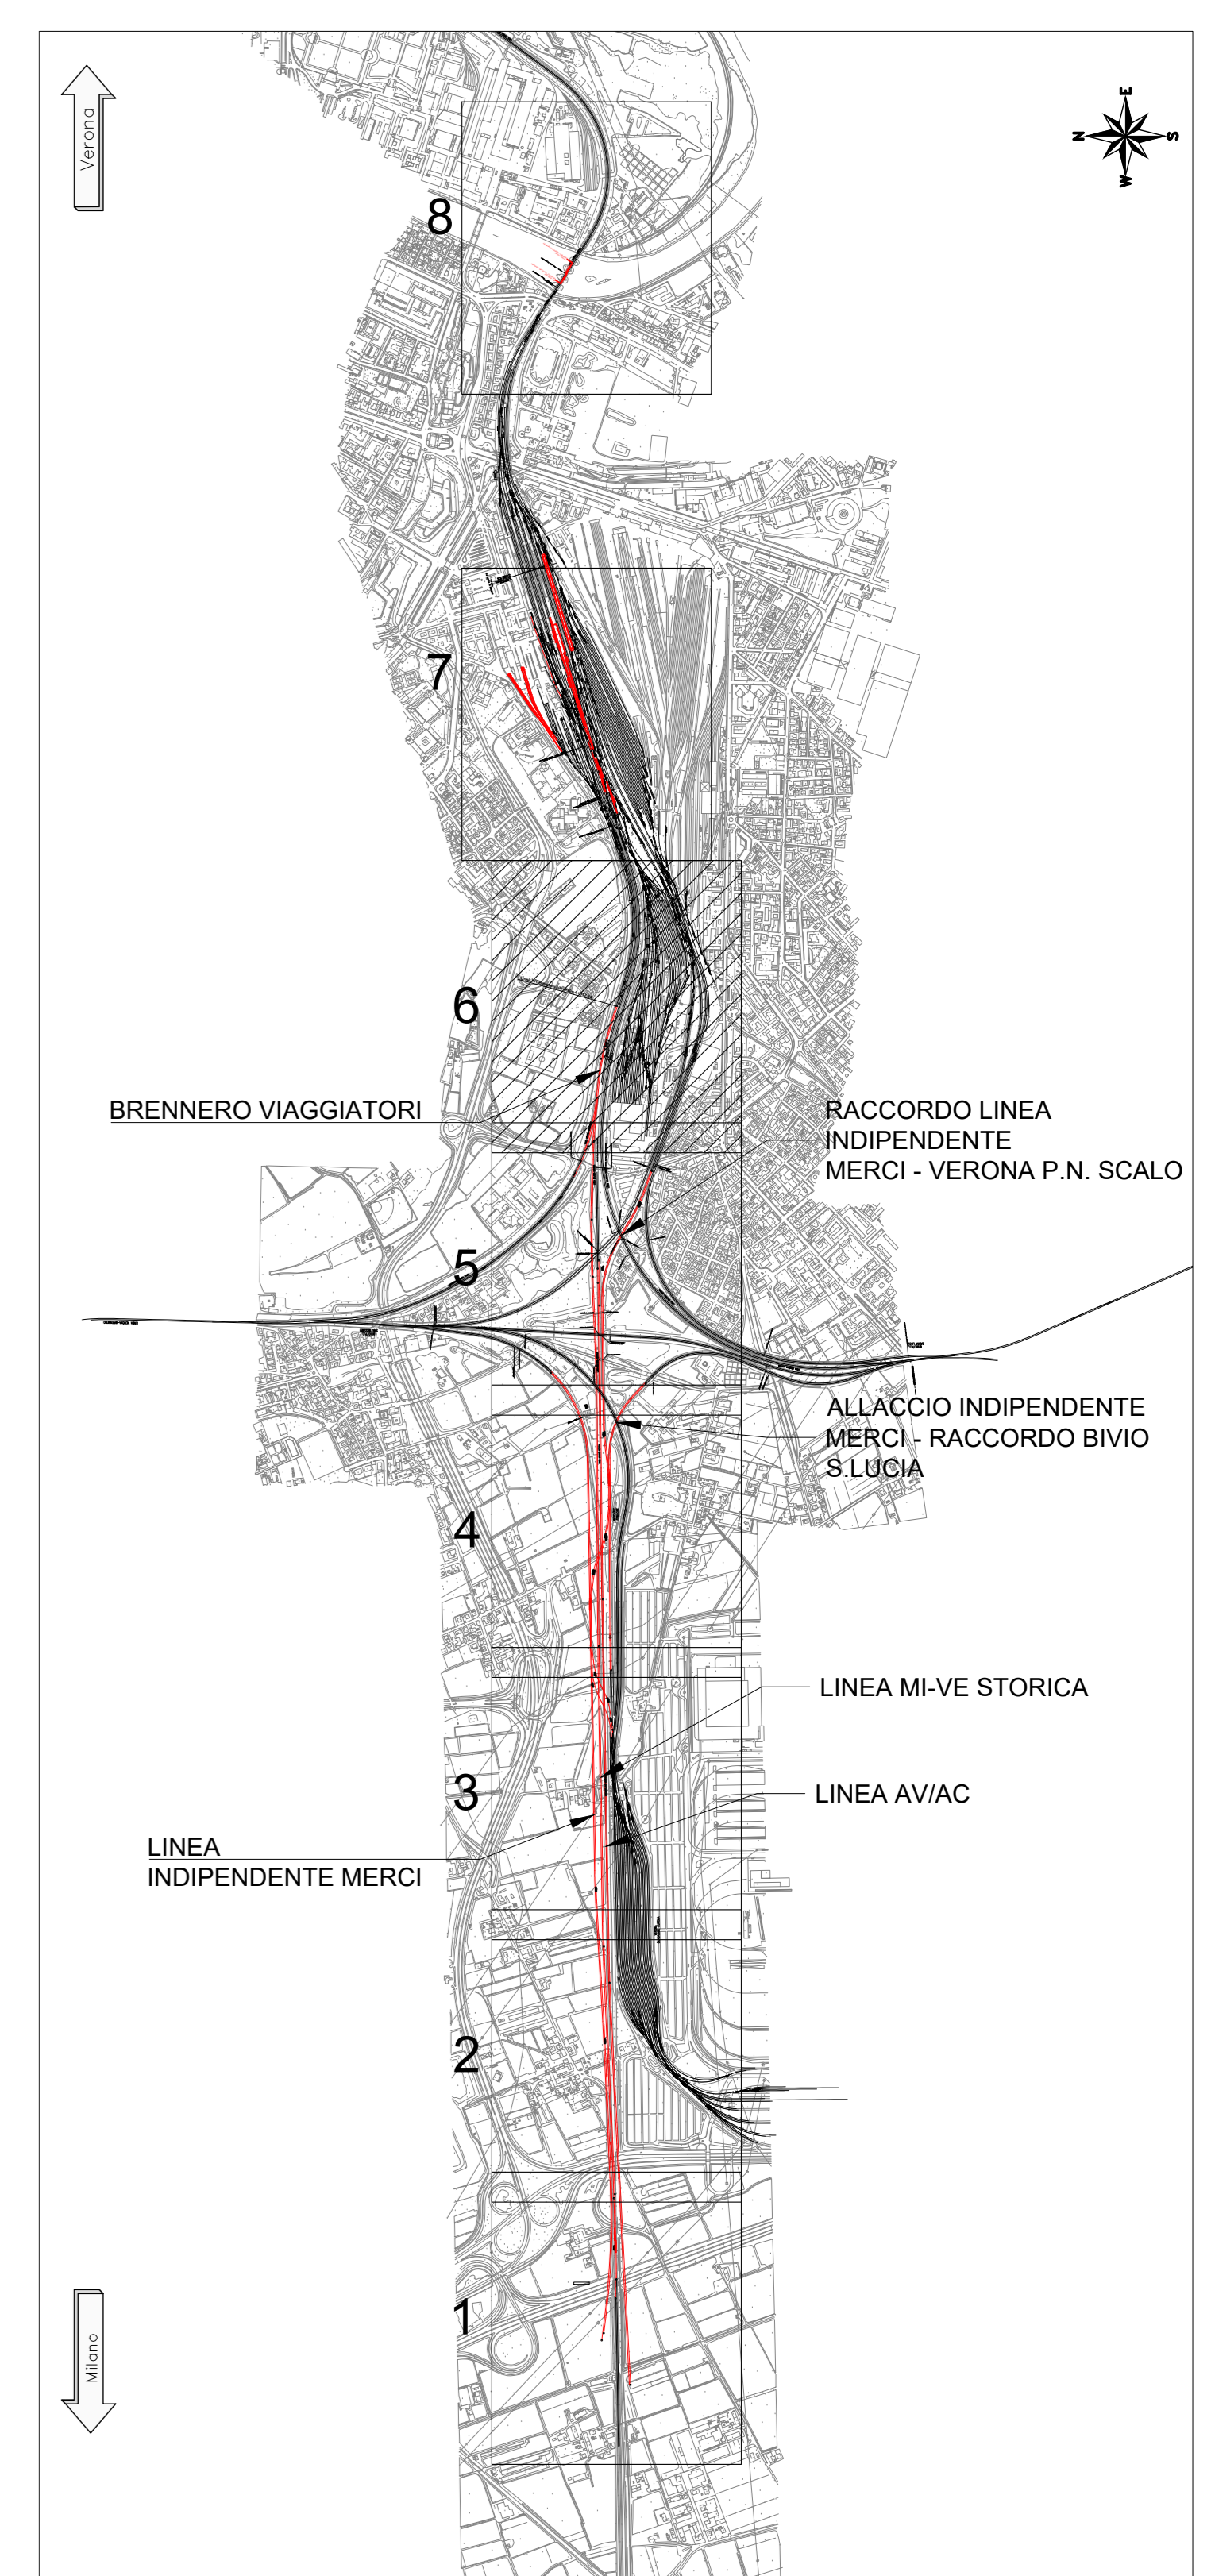 Verona
E
N
S
W
8
7
6
BRENNERO VIAGGIATORI
RACCORDO LINEA
INDIPENDENTE
MERCI - VERONA P.N. SCALO
5
ALLACCIO INDIPENDENTE
MERCI - RACCORDO BIVIO
S.LUCIA
4
LINEA MI-VE STORICA
3
LINEA AV/AC
LINEA
INDIPENDENTE MERCI
2
1
Milano